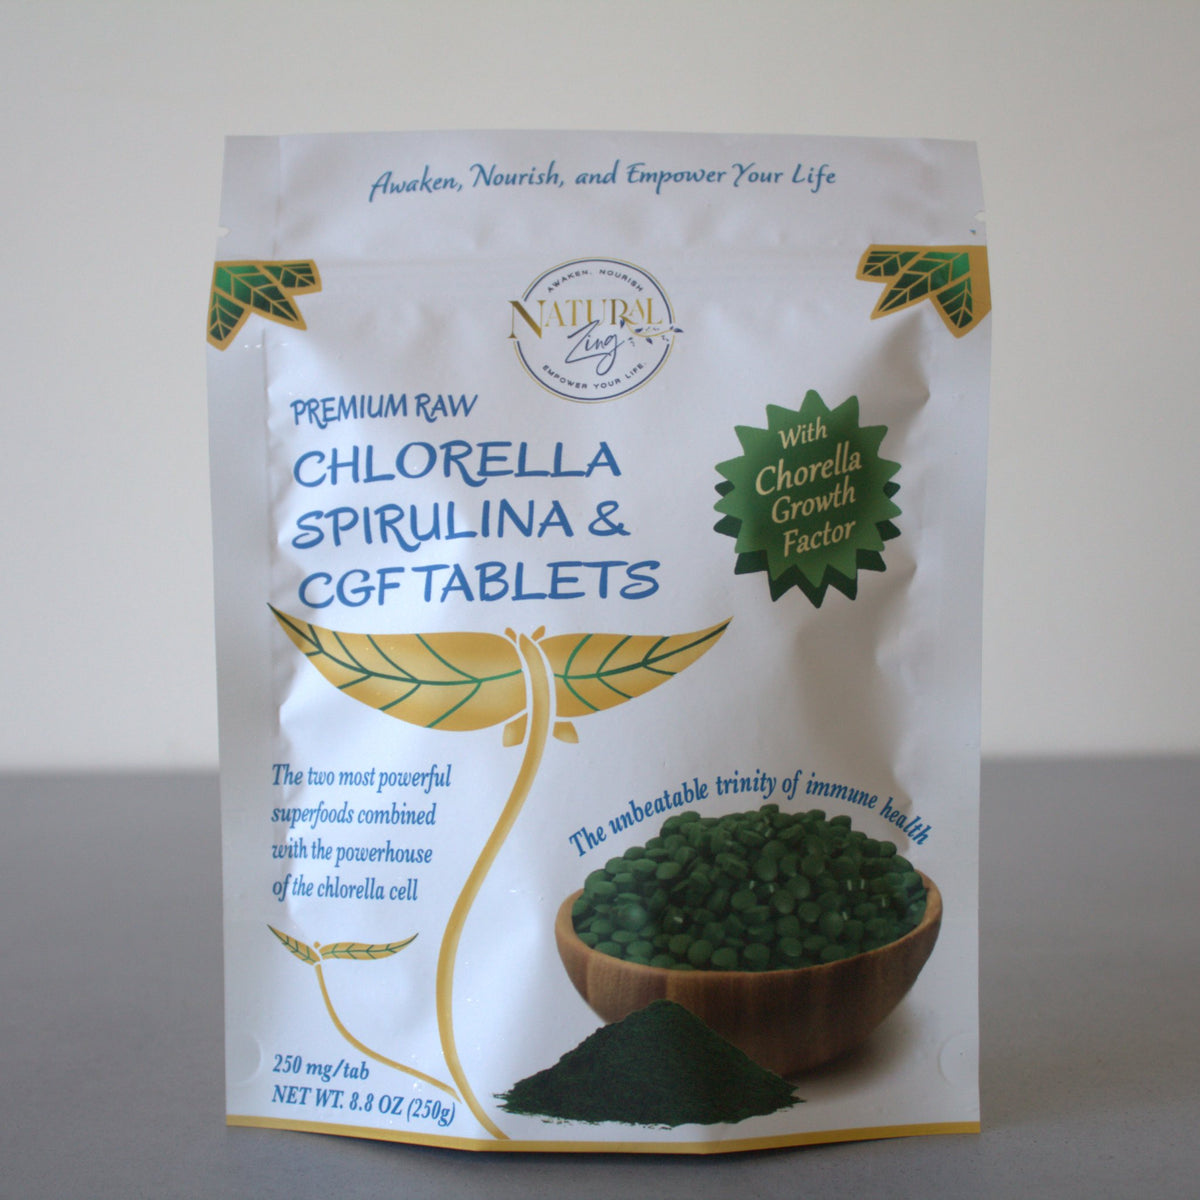 Awaken, Nourish, and Empower Your Life
AWAKEN, NOURISH
NATURAL
Zing
EMPOWER YOUR LIFE.
PREMIUM RAW
CHLORELLA
SPIRULINA &
CGF TABLETS
With
Chorella
Growth
Factor
The two most powerful
superfoods combined
with the powerhouse
of the chlorella cell
The unbeatable trinity of immune health
250 mg/tab
NET WT. 8.8 OZ (250g)